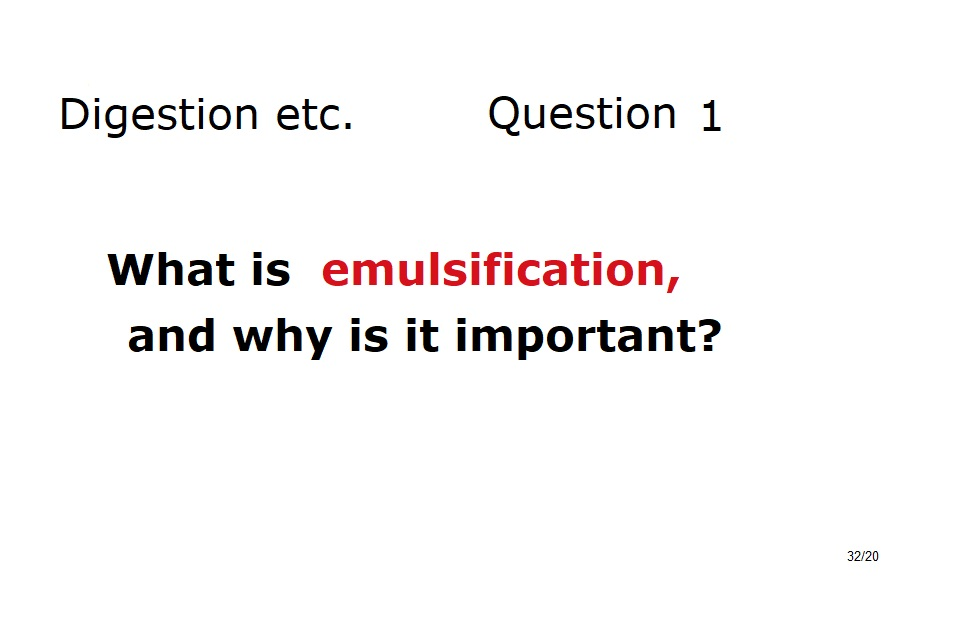 Digestion etc. Question 1
What is emulsification,
and why is it important?
32/20